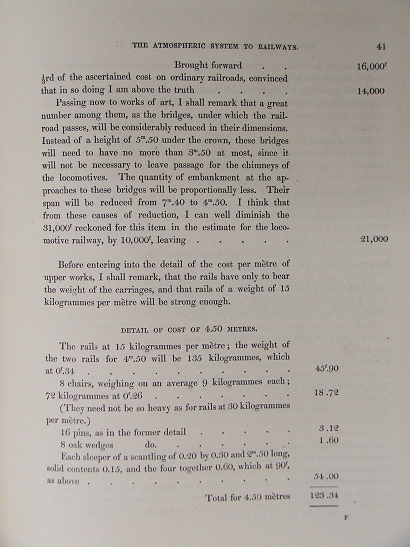 THE ATMOSPHERIC SYSTEM TO RAILWAYS. 41
Brought forward . . 16,000ᶠ
⅓rd of the ascertained cost on ordinary railroads, convinced
that in so doing I am above the truth . . . . 14,000
Passing now to works of art, I shall remark that a great
number among them, as the bridges, under which the rail-
road passes, will be considerably reduced in their dimensions.
Instead of a height of 5ᵐ.50 under the crown, these bridges
will need to have no more than 3ᵐ.50 at most, since it
will not be necessary to leave passage for the chimneys of
the locomotives. The quantity of embankment at the ap-
proaches to these bridges will be proportionally less. Their
span will be reduced from 7ᵐ.40 to 4ᵐ.50. I think that
from these causes of reduction, I can well diminish the
31,000ᶠ reckoned for this item in the estimate for the loco-
motive railway, by 10,000ᶠ, leaving . . . . . 21,000
Before entering into the detail of the cost per mètre of
upper works, I shall remark, that the rails have only to bear
the weight of the carriages, and that rails of a weight of 15
kilogrammes per mètre will be strong enough.
DETAIL OF COST OF 4.50 METRES.
The rails at 15 kilogrammes per mètre; the weight of
the two rails for 4ᵐ.50 will be 135 kilogrammes, which
at 0ᶠ.34 . . . . . . . . . . 45ᶠ.90
8 chairs, weighing on an average 9 kilogrammes each;
72 kilogrammes at 0ᶠ.26 . . . . . . . 18.72
(They need not be so heavy as for rails at 30 kilogrammes
per mètre.)
16 pins, as in the former detail . . . . . 3.12
8 oak wedges do. . . . . . . 1.60
Each sleeper of a scantling of 0.20 by 0.30 and 2ᵐ.50 long,
solid contents 0.15, and the four together 0.60, which at 90ᶠ,
as above . . . . . . . . . . 54.00
Total for 4.50 mètres 123.34
F